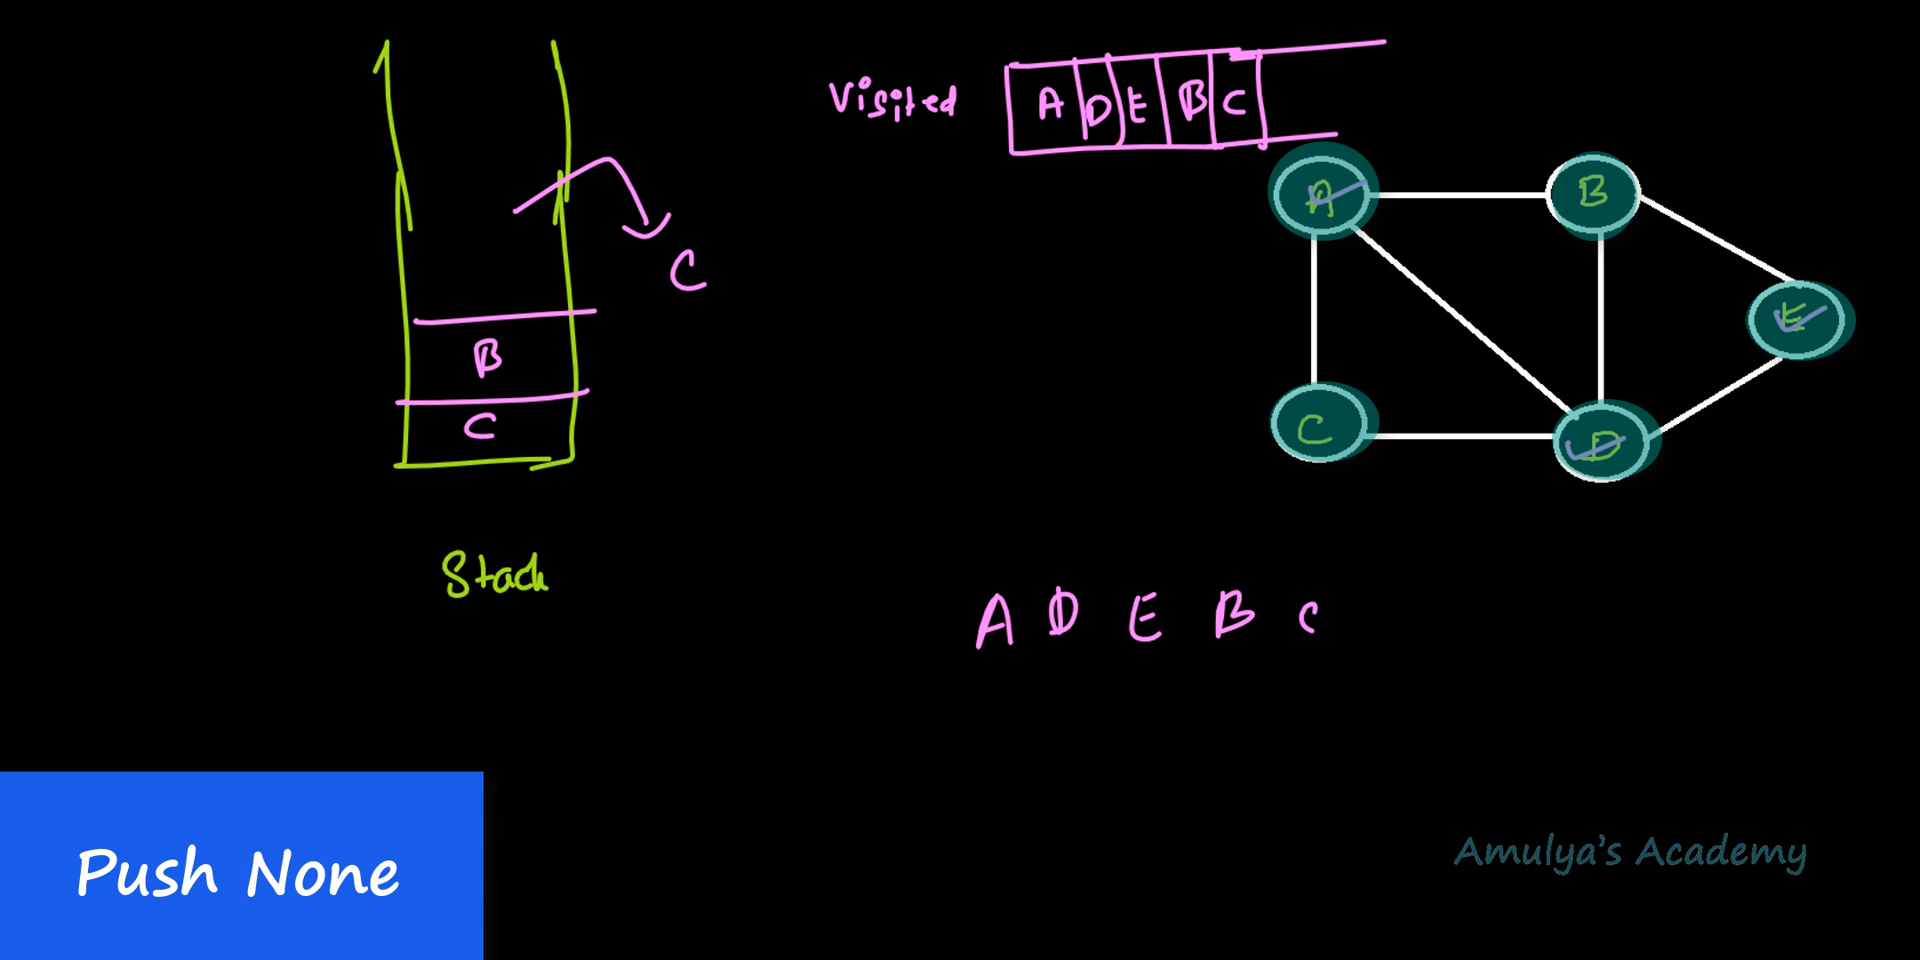 Visited A D E B C
A B
C
E
B
C
C D
Stack
A D E B C
Push None
Amulya's Academy